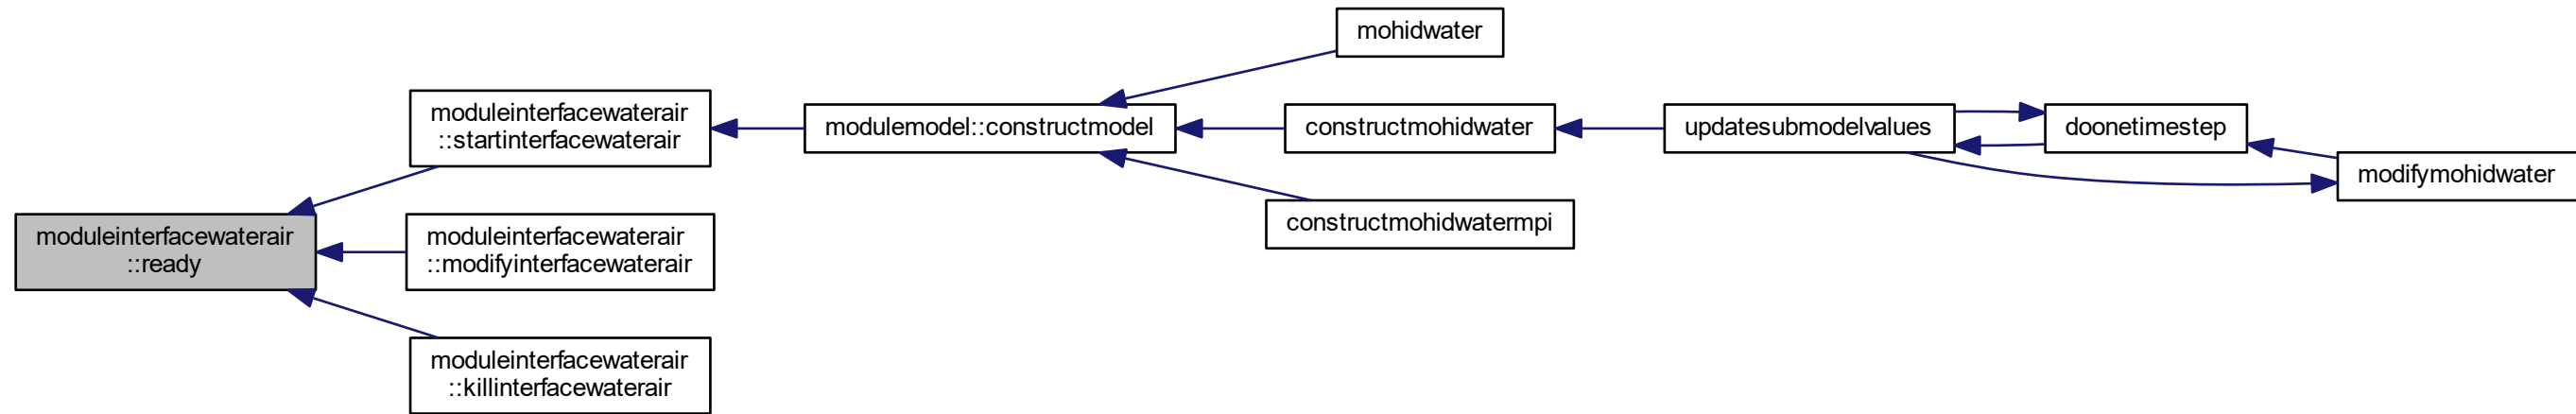 mohidwater
moduleinterfacewaterair
::startinterfacewaterair
modulemodel::constructmodel
constructmohidwater
updatesubmodelvalues
doonetimestep
modifymohidwater
constructmohidwatermpi
moduleinterfacewaterair
::ready
moduleinterfacewaterair
::modifyinterfacewaterair
moduleinterfacewaterair
::killinterfacewaterair